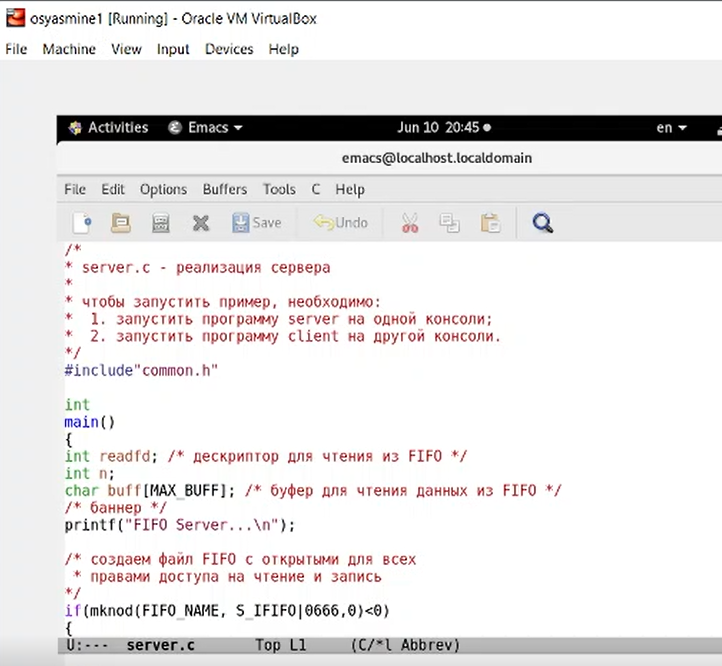 osyasmine1 [Running] - Oracle VM VirtualBox
File Machine View Input Devices Help
Activities Emacs Jun 10 20:45 en
emacs@localhost.localdomain
File Edit Options Buffers Tools C Help
Save Undo
/*
* server.c - реализация сервера
*
* чтобы запустить пример, необходимо:
*  1. запустить программу server на одной консоли;
*  2. запустить программу client на другой консоли.
*/
#include"common.h"
int
main()
{
int readfd; /* дескриптор для чтения из FIFO */
int n;
char buff[MAX_BUFF]; /* буфер для чтения данных из FIFO */
/* баннер */
printf("FIFO Server...\n");
/* создаем файл FIFO с открытыми для всех
 * правами доступа на чтение и запись
*/
if(mknod(FIFO_NAME, S_IFIFO|0666,0)<0)
{
U:--- server.c Top L1 (C/*l Abbrev)